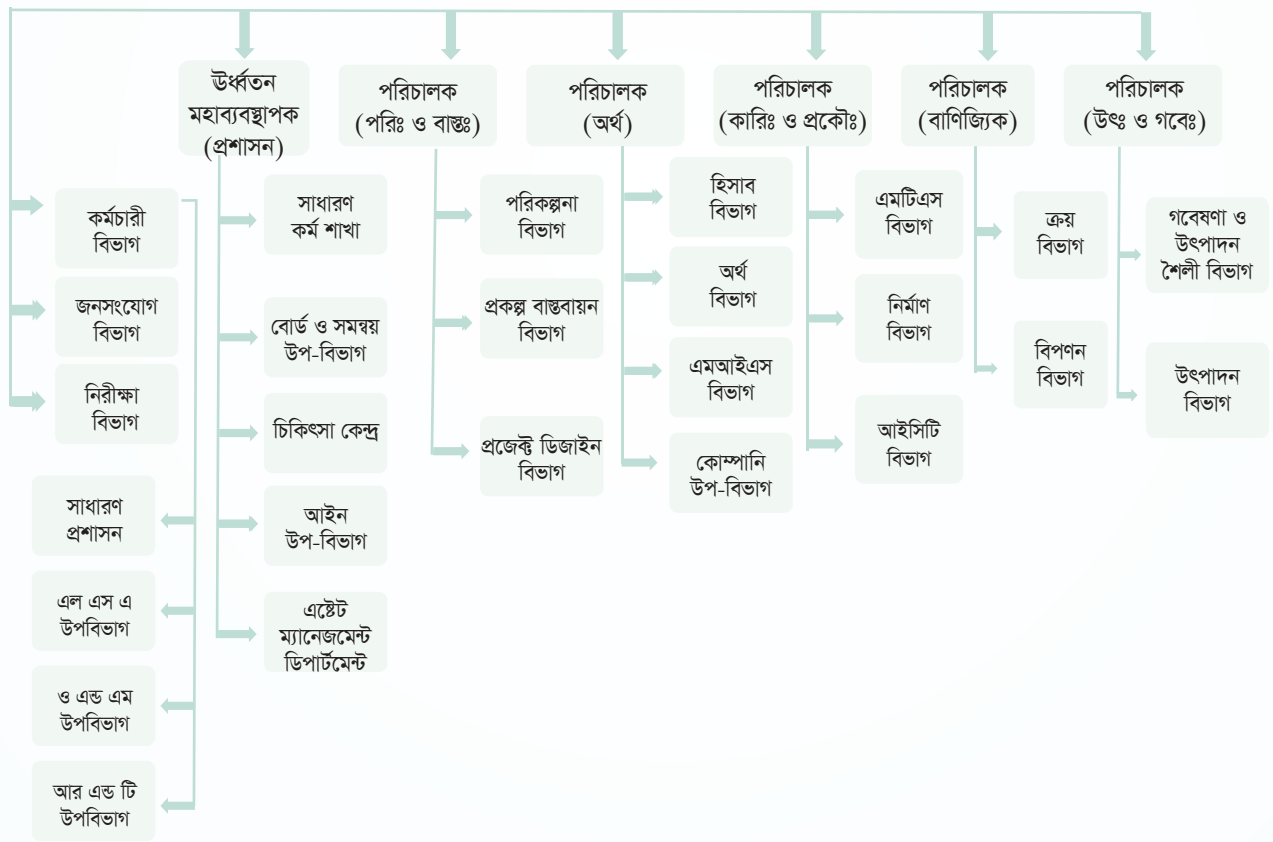 ঊর্ধ্বতন
মহাব্যবস্থাপক
(প্রশাসন)
পরিচালক
(পরিঃ ও বাস্তঃ)
পরিচালক
(অর্থ)
পরিচালক
(কারিঃ ও প্রকৌঃ)
পরিচালক
(বাণিজ্যিক)
পরিচালক
(উৎঃ ও গবেঃ)
কর্মচারী
বিভাগ
জনসংযোগ
বিভাগ
নিরীক্ষা
বিভাগ
সাধারণ
প্রশাসন
এল এস এ
উপবিভাগ
ও এন্ড এম
উপবিভাগ
আর এন্ড টি
উপবিভাগ
সাধারণ
কর্ম শাখা
বোর্ড ও সমন্বয়
উপ-বিভাগ
চিকিৎসা কেন্দ্র
আইন
উপ-বিভাগ
এষ্টেট
ম্যানেজমেন্ট
ডিপার্টমেন্ট
পরিকল্পনা
বিভাগ
প্রকল্প বাস্তবায়ন
বিভাগ
প্রজেক্ট ডিজাইন
বিভাগ
হিসাব
বিভাগ
অর্থ
বিভাগ
এমআইএস
বিভাগ
কোম্পানি
উপ-বিভাগ
এমটিএস
বিভাগ
নির্মাণ
বিভাগ
আইসিটি
বিভাগ
ক্রয়
বিভাগ
বিপণন
বিভাগ
গবেষণা ও
উৎপাদন
শৈলী বিভাগ
উৎপাদন
বিভাগ